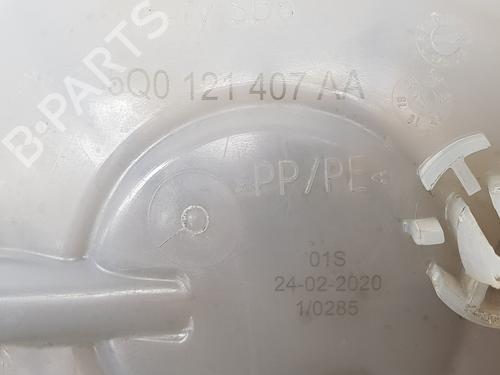 B-PARTS
5Q0 121 407 AA
>PP/PE<
01S
24-02-2020
1/0285